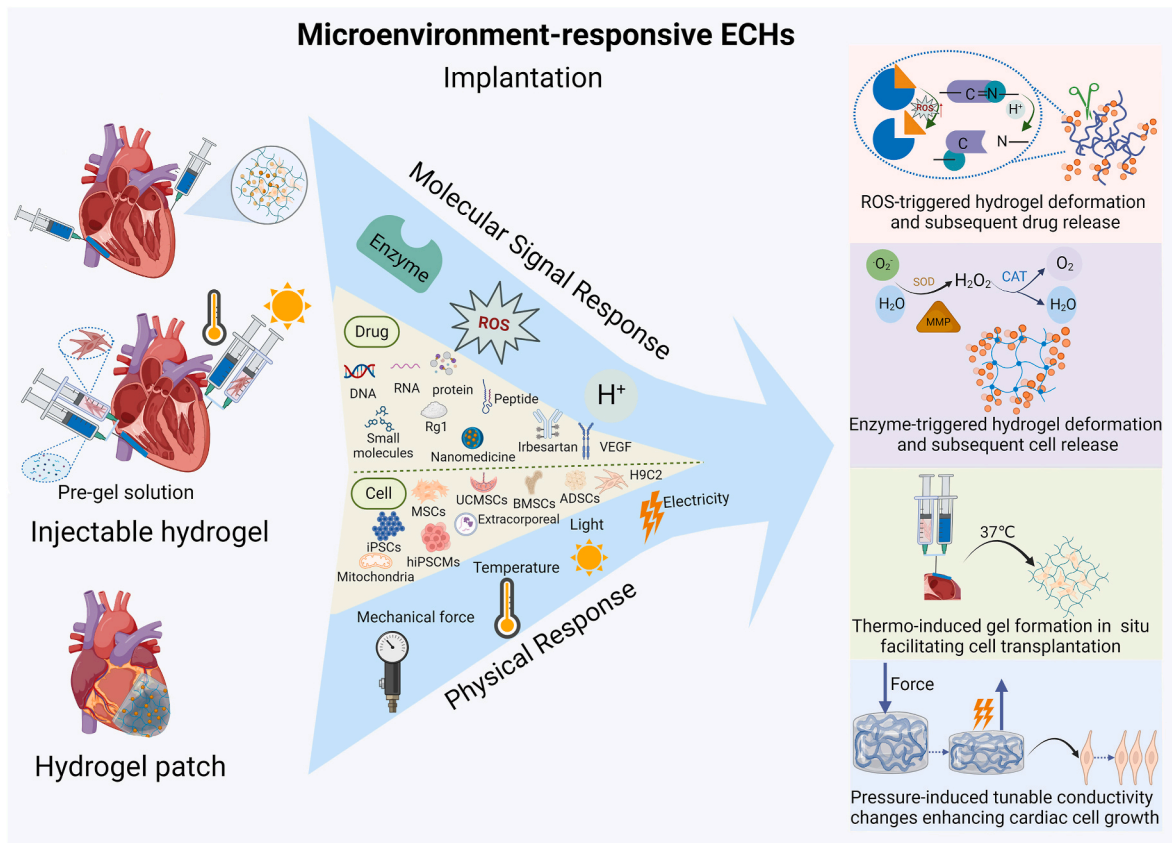 Microenvironment-responsive ECHs
Implantation
Pre-gel solution
Injectable hydrogel
Hydrogel patch
Molecular Signal Response
Enzyme
ROS
H⁺
Drug
DNA
RNA
protein
Peptide
Small
molecules
Rg1
Nanomedicine
Irbesartan
VEGF
Cell
MSCs
UCMSCs
BMSCs
ADSCs
H9C2
iPSCs
hiPSCMs
Extracorporeal
Mitochondria
Light
Electricity
Temperature
Mechanical force
Physical Response
ROS
C=N
H⁺
C
N
ROS-triggered hydrogel deformation
and subsequent drug release
·O₂⁻
H₂O
SOD
MMP
H₂O₂
CAT
O₂
H₂O
Enzyme-triggered hydrogel deformation
and subsequent cell release
37℃
Thermo-induced gel formation in situ
facilitating cell transplantation
Force
Pressure-induced tunable conductivity
changes enhancing cardiac cell growth